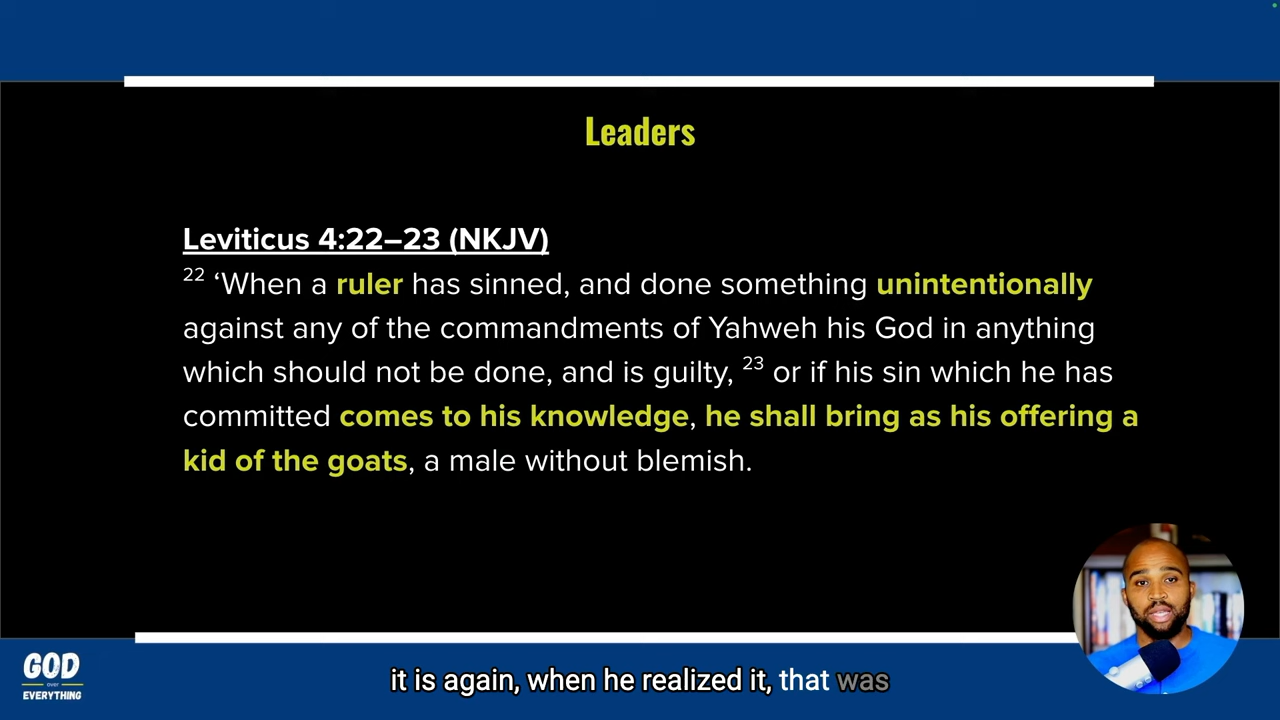 Leaders
Leviticus 4:22–23 (NKJV)
22 ‘When a ruler has sinned, and done something unintentionally
against any of the commandments of Yahweh his God in anything
which should not be done, and is guilty, 23 or if his sin which he has
committed comes to his knowledge, he shall bring as his offering a
kid of the goats, a male without blemish.
GOD
over
EVERYTHING
it is again, when he realized it, that was